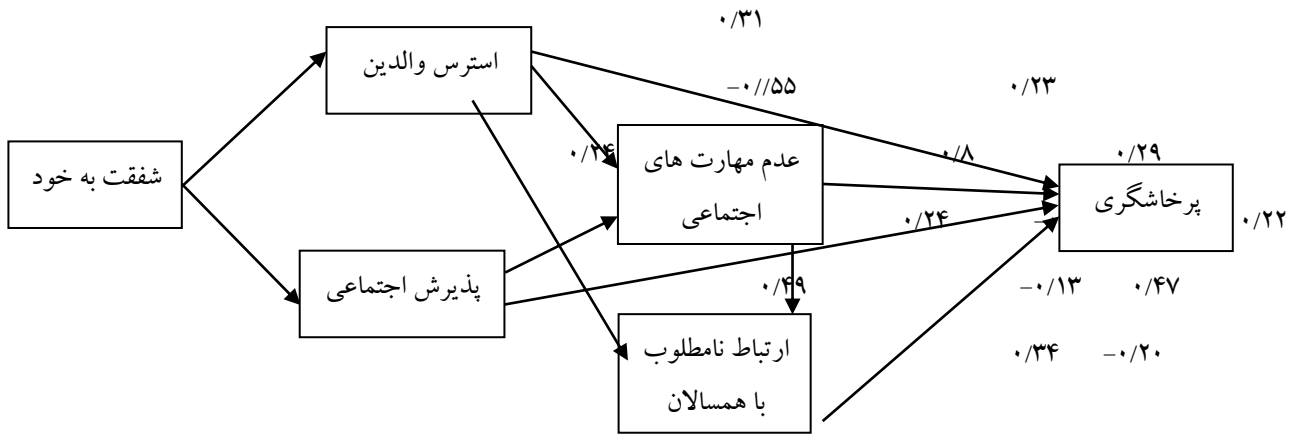 ۰/۳۱
استرس والدین
-۰//۵۵
۰/۲۳
عدم مهارت های
اجتماعی
۰/۲۴
۰/۸
۰/۲۹
شفقت به خود
پرخاشگری
۰/۲۴
۰/۲۲
پذیرش اجتماعی
۰/۴۹
-۰/۱۳
۰/۴۷
ارتباط نامطلوب
با همسالان
۰/۳۴
-۰/۲۰